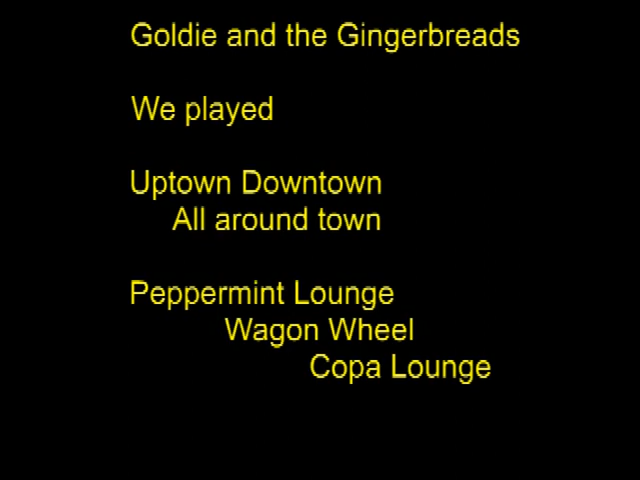 Goldie and the Gingerbreads
We played
Uptown Downtown
All around town
Peppermint Lounge
Wagon Wheel
Copa Lounge